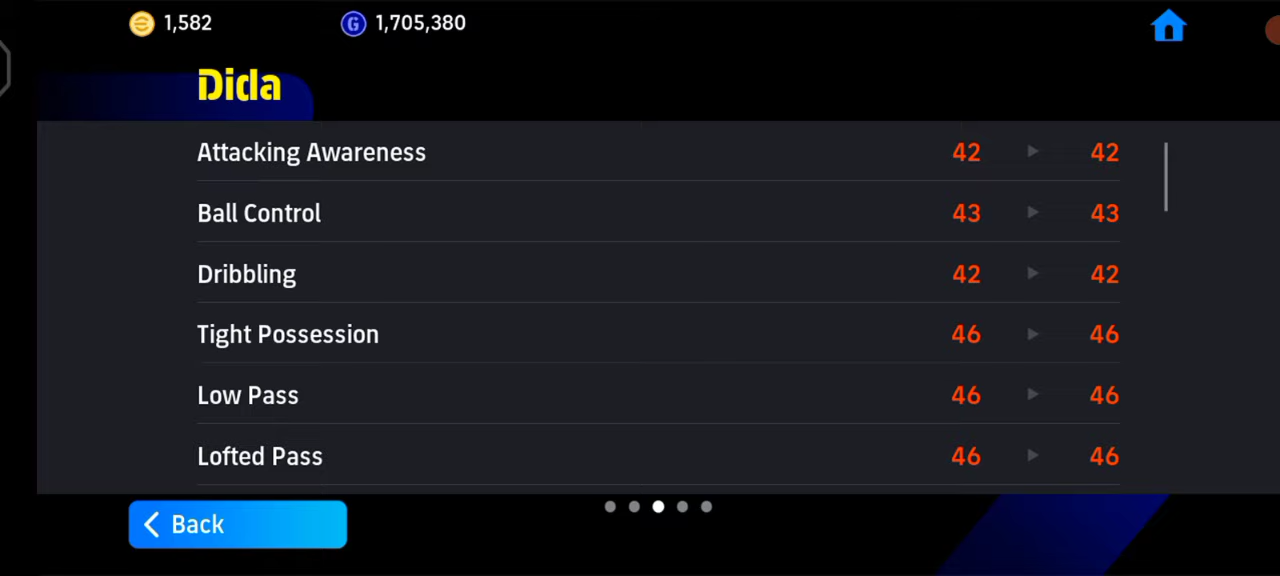 1,582 1,705,380
Dida
Attacking Awareness 42 42
Ball Control 43 43
Dribbling 42 42
Tight Possession 46 46
Low Pass 46 46
Lofted Pass 46 46
Back